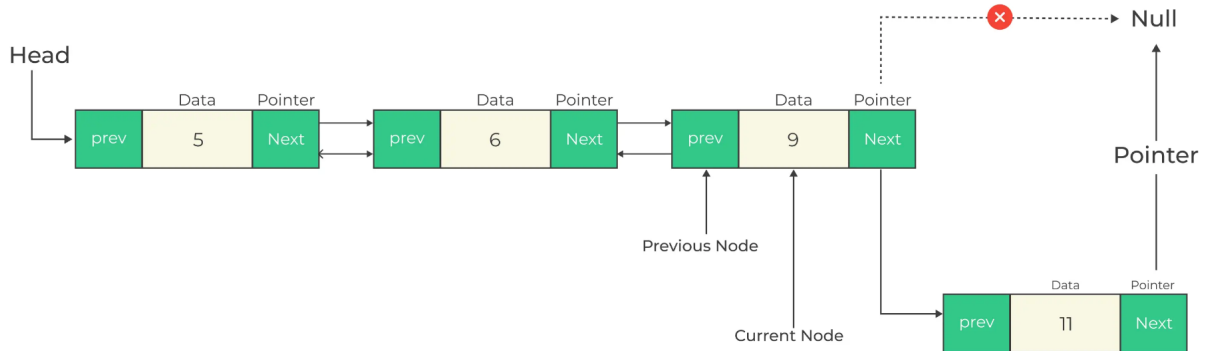 Null
Head
Data Pointer Data Pointer Data Pointer
prev 5 Next prev 6 Next prev 9 Next
Pointer
Previous Node
Data Pointer
prev 11 Next
Current Node